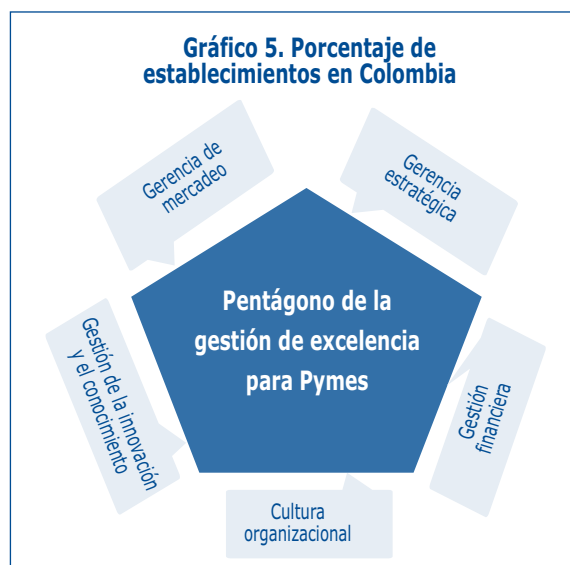 Gráfico 5. Porcentaje de
establecimientos en Colombia
Gerencia de
mercadeo
Gerencia
estratégica
Pentágono de la
gestión de excelencia
para Pymes
Gestión de la innovación
y el conocimiento
Gestión
financiera
Cultura
organizacional